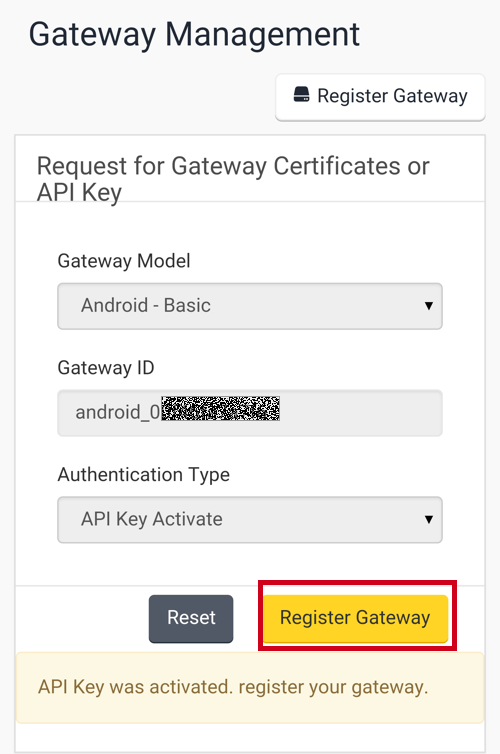 Gateway Management
Register Gateway
Request for Gateway Certificates or
API Key
Gateway Model
Android - Basic
Gateway ID
android_0
Authentication Type
API Key Activate
Reset
Register Gateway
API Key was activated. register your gateway.